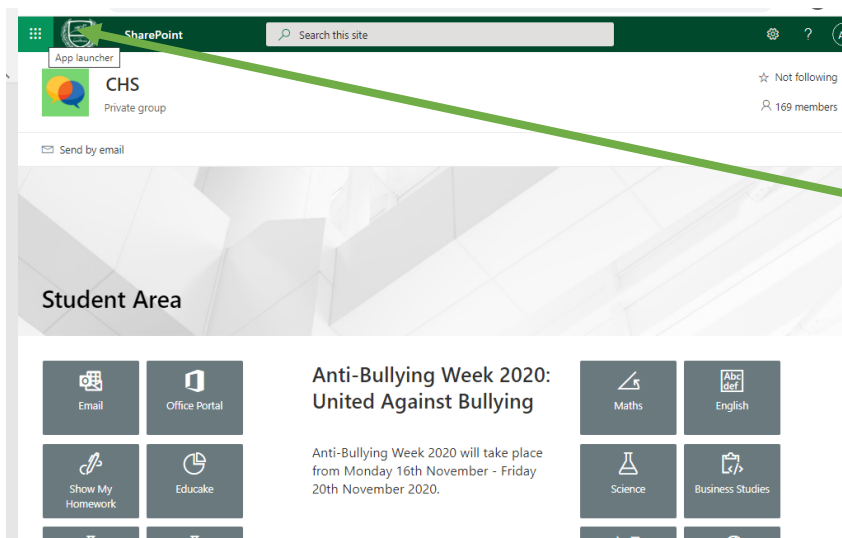 SharePoint
Search this site
?
App launcher
CHS
Private group
Not following
169 members
Send by email
Student Area
Email
Office Portal
Show My
Homework
Educake
Anti-Bullying Week 2020:
United Against Bullying
Anti-Bullying Week 2020 will take place
from Monday 16th November - Friday
20th November 2020.
Maths
Abc
def
English
Science
Business Studies